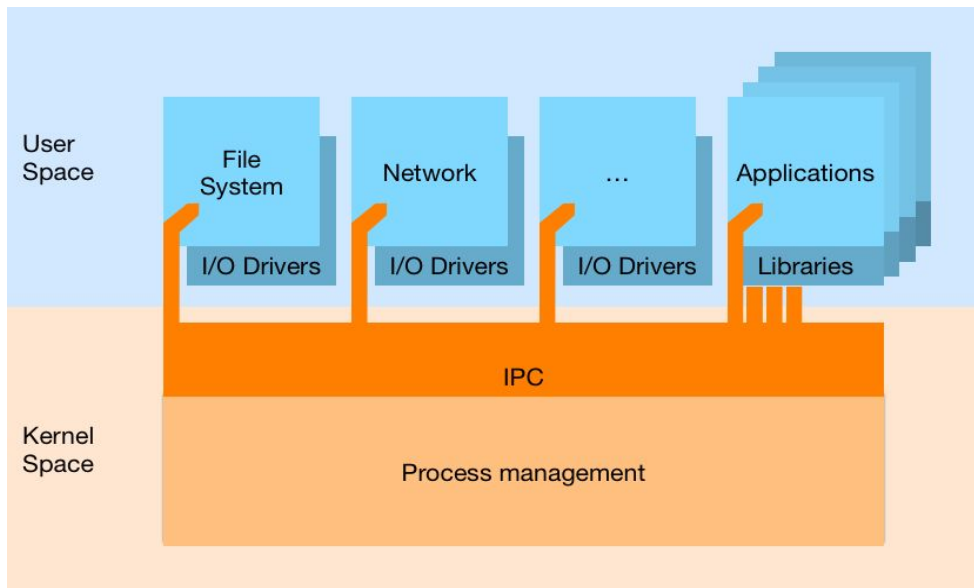 User
Space
File
System
Network
...
Applications
I/O Drivers
I/O Drivers
I/O Drivers
Libraries
IPC
Kernel
Space
Process management